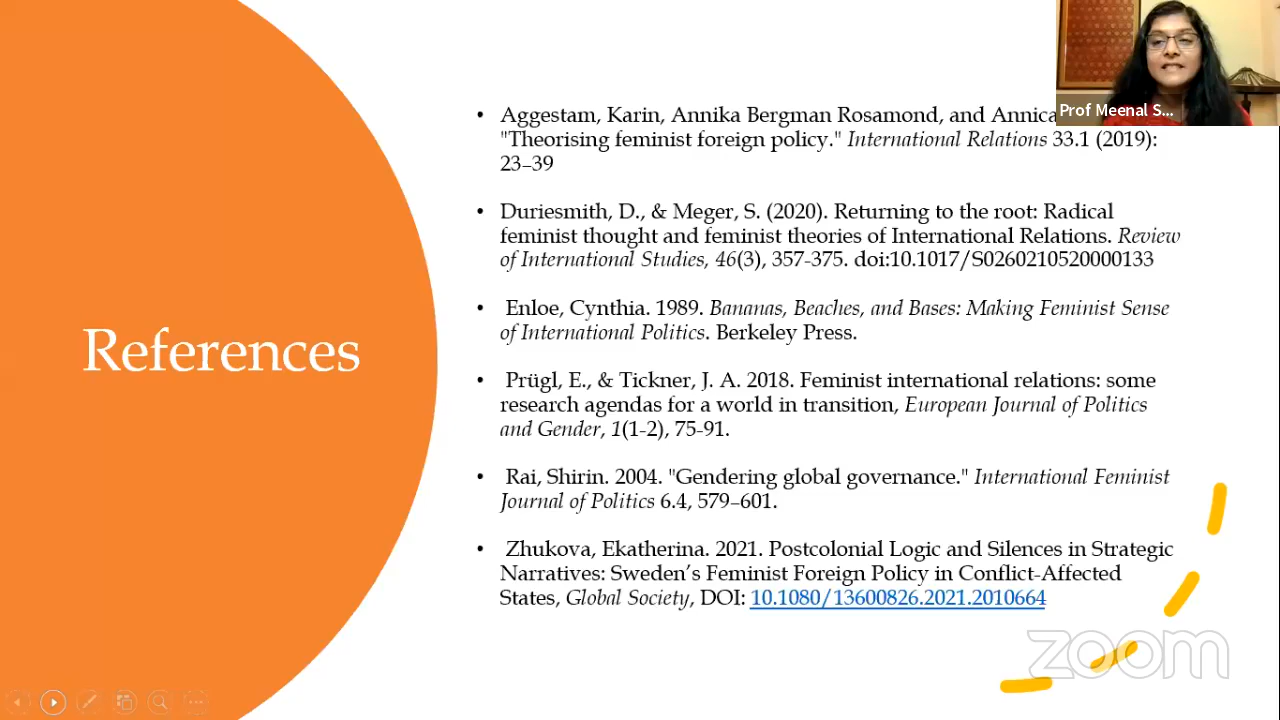 Prof Meenal S...
References
• Aggestam, Karin, Annika Bergman Rosamond, and Annica
"Theorising feminist foreign policy." International Relations 33.1 (2019):
23–39
• Duriesmith, D., & Meger, S. (2020). Returning to the root: Radical
feminist thought and feminist theories of International Relations. Review
of International Studies, 46(3), 357-375. doi:10.1017/S0260210520000133
• Enloe, Cynthia. 1989. Bananas, Beaches, and Bases: Making Feminist Sense
of International Politics. Berkeley Press.
• Prügl, E., & Tickner, J. A. 2018. Feminist international relations: some
research agendas for a world in transition, European Journal of Politics
and Gender, 1(1-2), 75-91.
• Rai, Shirin. 2004. "Gendering global governance." International Feminist
Journal of Politics 6.4, 579–601.
• Zhukova, Ekatherina. 2021. Postcolonial Logic and Silences in Strategic
Narratives: Sweden’s Feminist Foreign Policy in Conflict-Affected
States, Global Society, DOI: 10.1080/13600826.2021.2010664
zoom